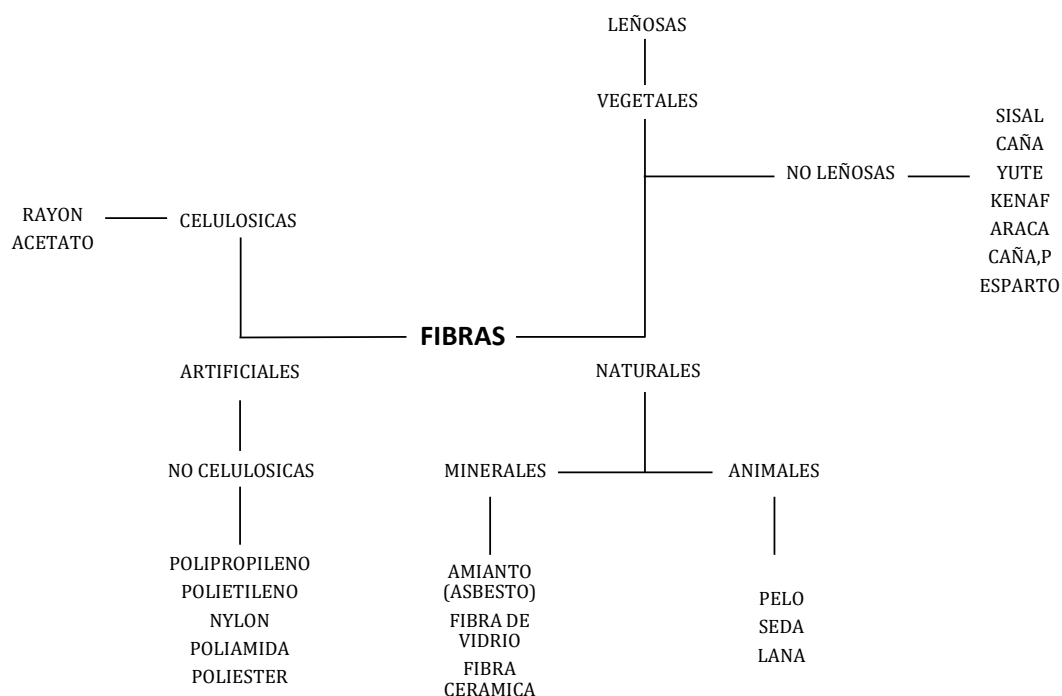 LEÑOSAS
VEGETALES
SISAL
CAÑA
NO LEÑOSAS
YUTE
KENAF
ARACA
CAÑA,P
ESPARTO
RAYON
ACETATO
CELULOSICAS
FIBRAS
ARTIFICIALES
NATURALES
NO CELULOSICAS
MINERALES
ANIMALES
POLIPROPILENO
POLIETILENO
NYLON
POLIAMIDA
POLIESTER
AMIANTO
(ASBESTO)
FIBRA DE
VIDRIO
FIBRA
CERAMICA
PELO
SEDA
LANA